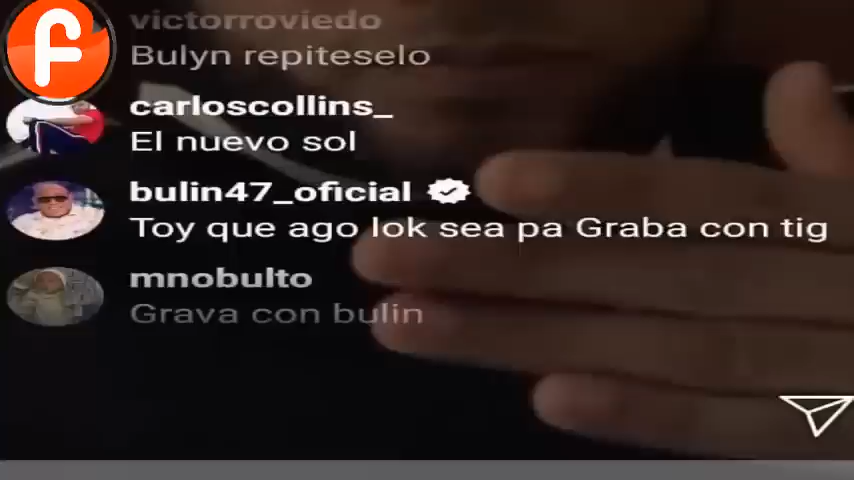 victorroviedo
Bulyn repiteselo
carloscollins_
El nuevo sol
bulin47_oficial
Toy que ago lok sea pa Graba con tig
mnobulto
Grava con bulin